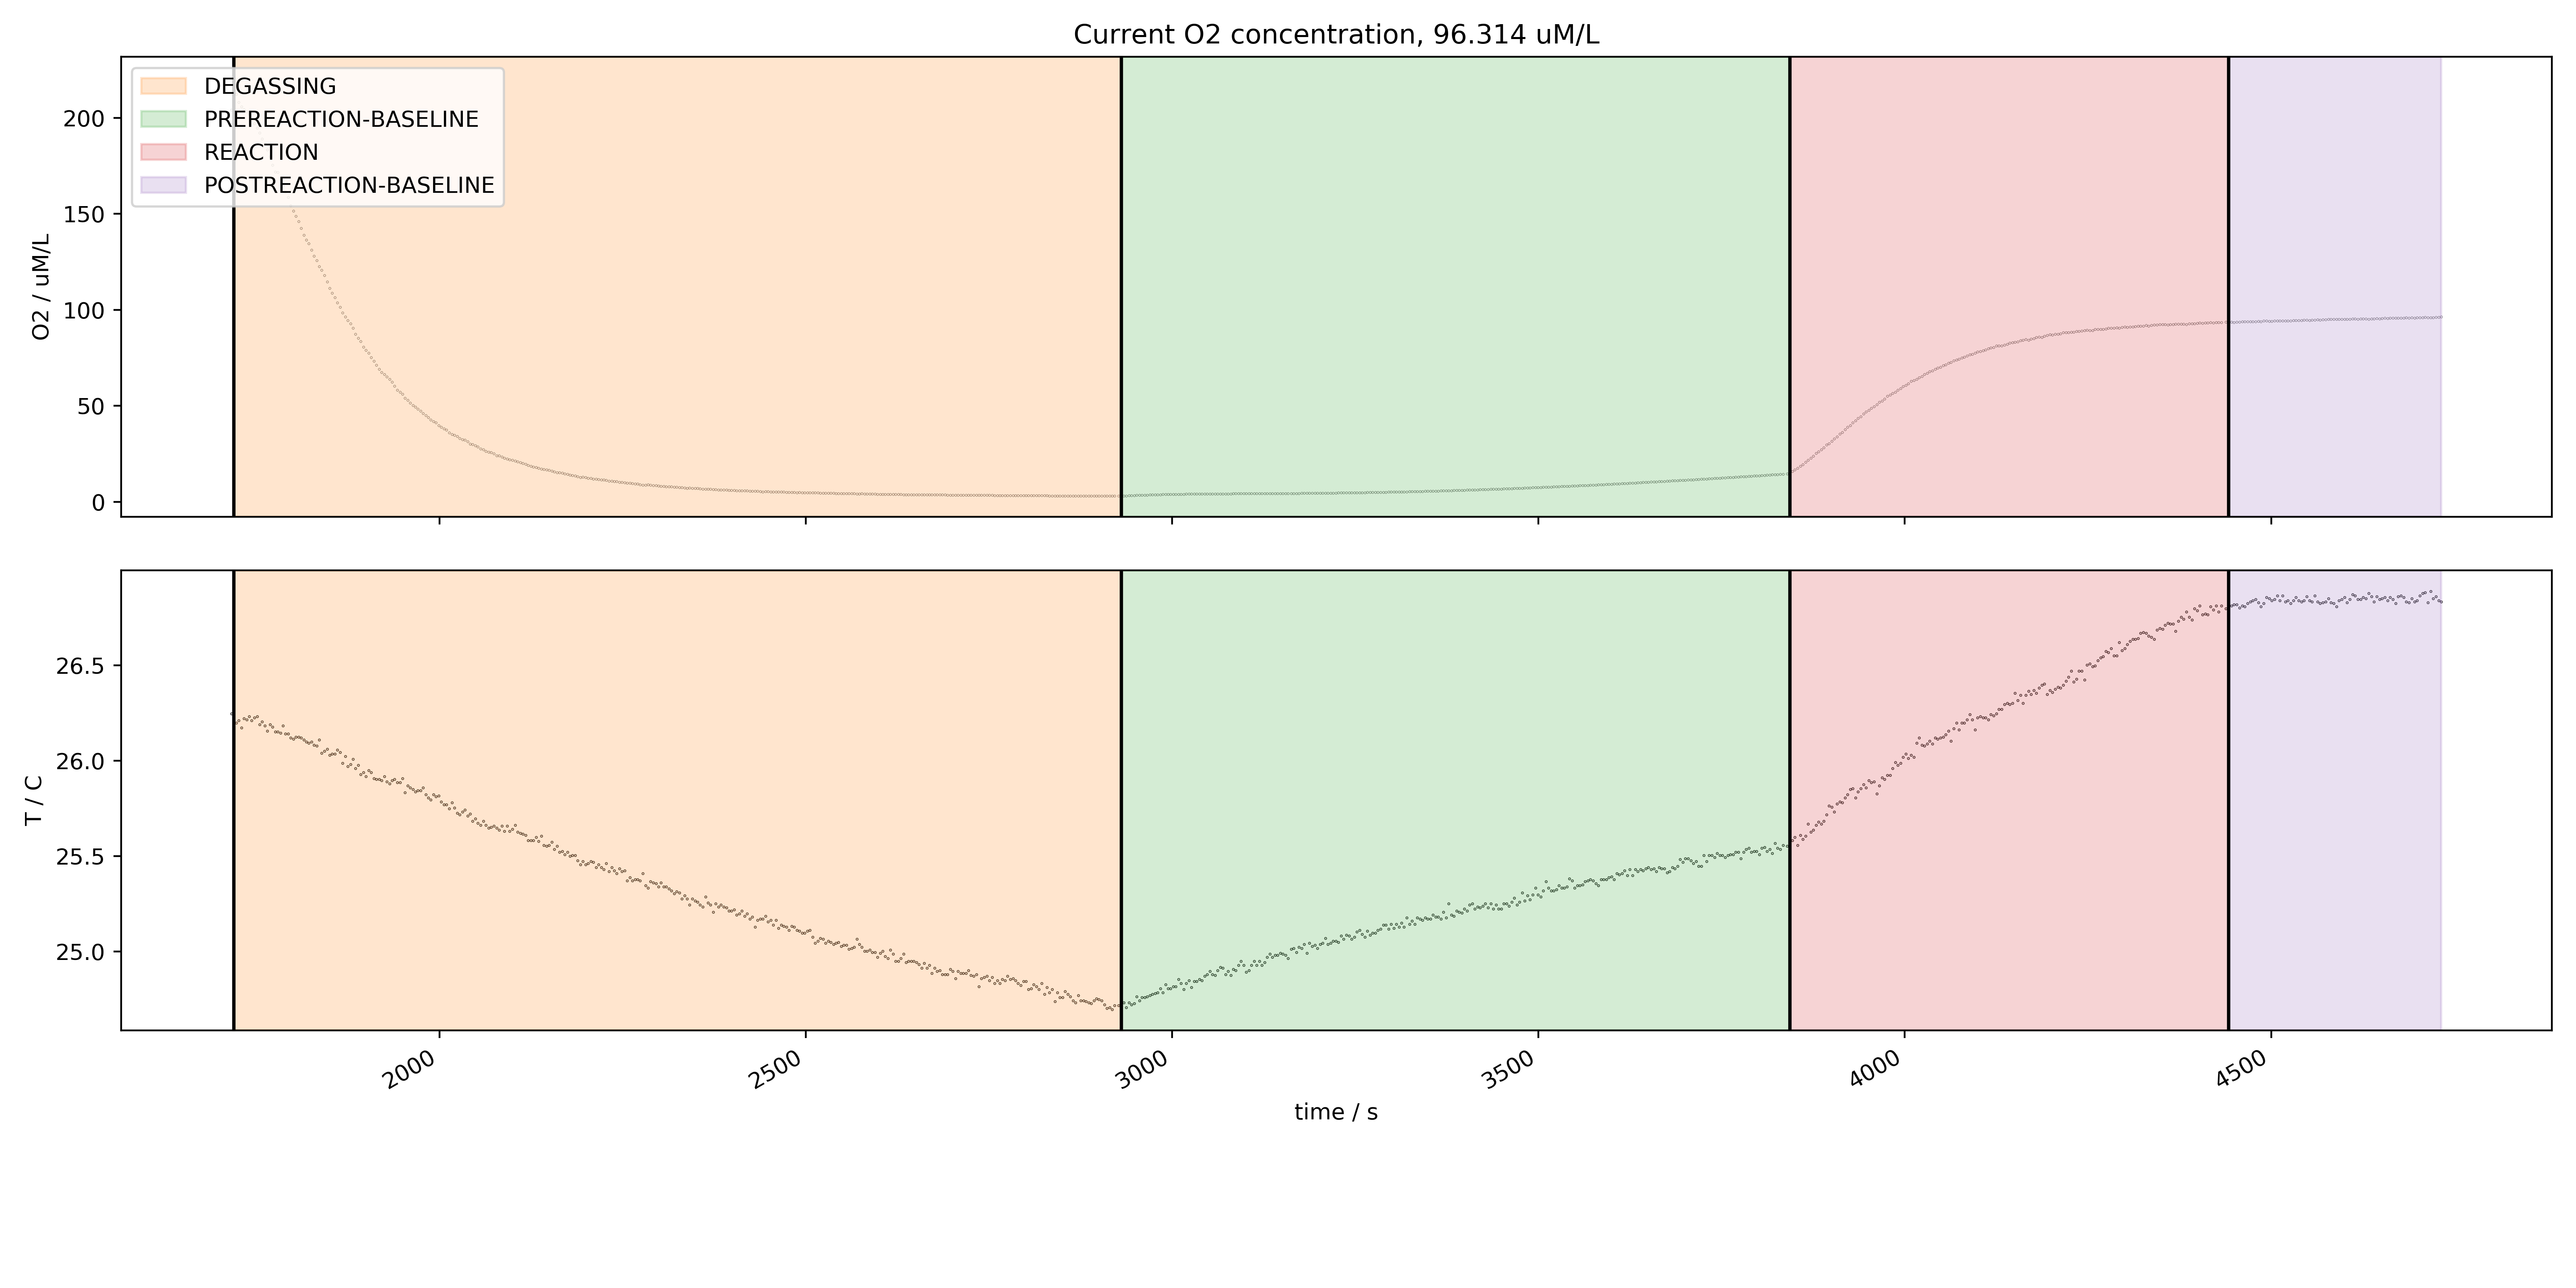 Current O2 concentration, 96.314 uM/L
DEGASSING
PREREACTION-BASELINE
REACTION
POSTREACTION-BASELINE
200
150
100
50
0
O2 / uM/L
26.5
26.0
25.5
25.0
T / C
2000
2500
3000
3500
4000
4500
time / s